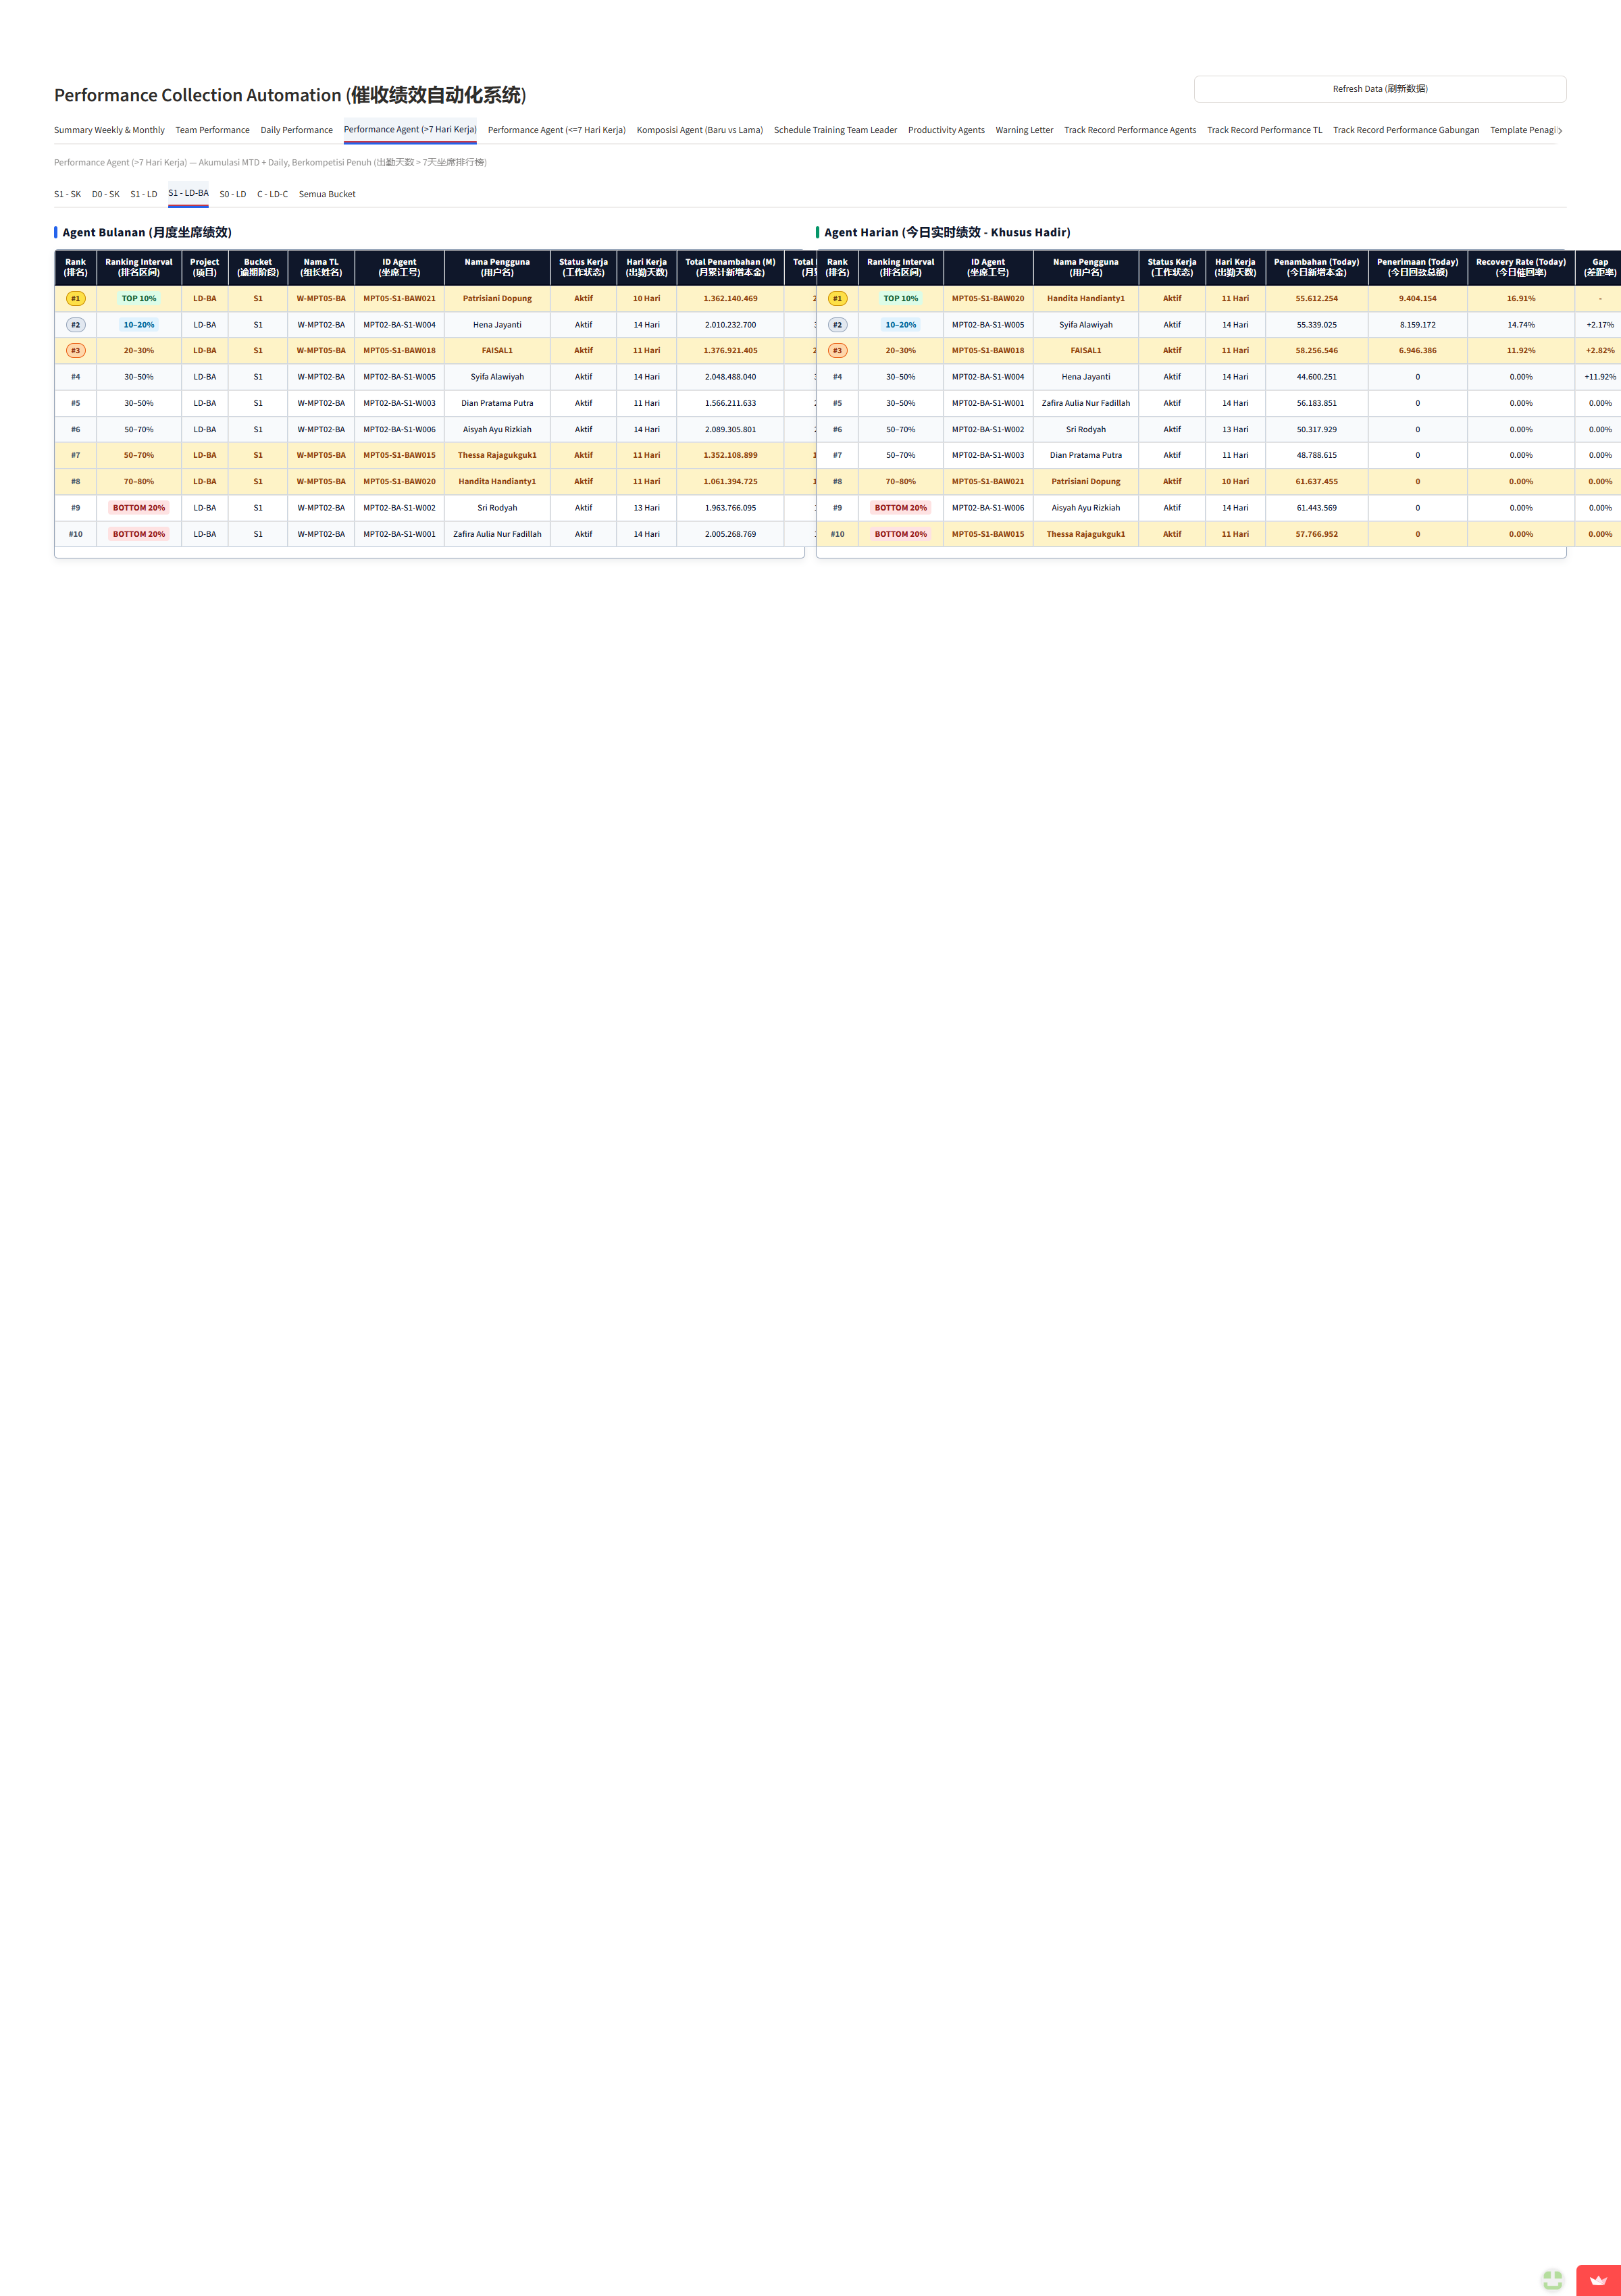 Performance Collection Automation (催收绩效自动化系统)
Refresh Data (刷新数据)
Summary Weekly & Monthly Team Performance Daily Performance Performance Agent (>7 Hari Kerja) Performance Agent (<=7 Hari Kerja) Komposisi Agent (Baru vs Lama) Schedule Training Team Leader Productivity Agents Warning Letter Track Record Performance Agents Track Record Performance TL Track Record Performance Gabungan Template
Performance Agent (>7 Hari Kerja) — Akumulasi MTD + Daily, Berkompetisi Penuh (出勤天数 > 7天坐席排行榜)
S1 - SK D0 - SK S1 - LD S1 - LD-BA S0 - LD C - LD-C Semua Bucket
Agent Bulanan (月度坐席绩效)
Rank Ranking Interval Project Bucket Nama TL ID Agent Nama Pengguna Status Kerja Hari Kerja Total Penambahan (M) Total
(排名) (排名区间) (项目) (逾期阶段) (组长姓名) (坐席工号) (用户名) (工作状态) (出勤天数) (月累计新增本金)
#1 TOP 10% LD-BA S1 W-MPT05-BA MPT05-S1-BAW021 Patrisiani Dopung Aktif 10 Hari 1.362.140.469
#2 10–20% LD-BA S1 W-MPT02-BA MPT02-BA-S1-W004 Hena Jayanti Aktif 14 Hari 2.010.232.700
#3 20–30% LD-BA S1 W-MPT05-BA MPT05-S1-BAW018 FAISAL1 Aktif 11 Hari 1.376.921.405
#4 30–50% LD-BA S1 W-MPT02-BA MPT02-BA-S1-W005 Syifa Alawiyah Aktif 14 Hari 2.048.488.040
#5 30–50% LD-BA S1 W-MPT02-BA MPT02-BA-S1-W003 Dian Pratama Putra Aktif 11 Hari 1.566.211.633
#6 50–70% LD-BA S1 W-MPT02-BA MPT02-BA-S1-W006 Aisyah Ayu Rizkiah Aktif 14 Hari 2.089.305.801
#7 50–70% LD-BA S1 W-MPT05-BA MPT05-S1-BAW015 Thessa Rajagukguk1 Aktif 11 Hari 1.352.108.899
#8 70–80% LD-BA S1 W-MPT05-BA MPT05-S1-BAW020 Handita Handianty1 Aktif 11 Hari 1.061.394.725
#9 BOTTOM 20% LD-BA S1 W-MPT02-BA MPT02-BA-S1-W002 Sri Rodyah Aktif 13 Hari 1.963.766.095
#10 BOTTOM 20% LD-BA S1 W-MPT02-BA MPT02-BA-S1-W001 Zafira Aulia Nur Fadillah Aktif 14 Hari 2.005.268.769
Agent Harian (今日实时绩效 - Khusus Hadir)
Rank Ranking Interval ID Agent Nama Pengguna Status Kerja Hari Kerja Penambahan (Today) Penerimaan (Today) Recovery Rate (Today) Gap
(排名) (排名区间) (坐席工号) (用户名) (工作状态) (出勤天数) (今日新增本金) (今日回款总额) (今日催回率) (差距率)
#1 TOP 10% MPT05-S1-BAW020 Handita Handianty1 Aktif 11 Hari 55.612.254 9.404.154 16.91% -
#2 10–20% MPT02-BA-S1-W005 Syifa Alawiyah Aktif 14 Hari 55.339.025 8.159.172 14.74% +2.17%
#3 20–30% MPT05-S1-BAW018 FAISAL1 Aktif 11 Hari 58.256.546 6.946.386 11.92% +2.82%
#4 30–50% MPT02-BA-S1-W004 Hena Jayanti Aktif 14 Hari 44.600.251 0 0.00% +11.92%
#5 30–50% MPT02-BA-S1-W001 Zafira Aulia Nur Fadillah Aktif 14 Hari 56.183.851 0 0.00% 0.00%
#6 50–70% MPT02-BA-S1-W002 Sri Rodyah Aktif 13 Hari 50.317.929 0 0.00% 0.00%
#7 50–70% MPT02-BA-S1-W003 Dian Pratama Putra Aktif 11 Hari 48.788.615 0 0.00% 0.00%
#8 70–80% MPT05-S1-BAW021 Patrisiani Dopung Aktif 10 Hari 61.637.455 0 0.00% 0.00%
#9 BOTTOM 20% MPT02-BA-S1-W006 Aisyah Ayu Rizkiah Aktif 14 Hari 61.443.569 0 0.00% 0.00%
#10 BOTTOM 20% MPT05-S1-BAW015 Thessa Rajagukguk1 Aktif 11 Hari 57.766.952 0 0.00% 0.00%